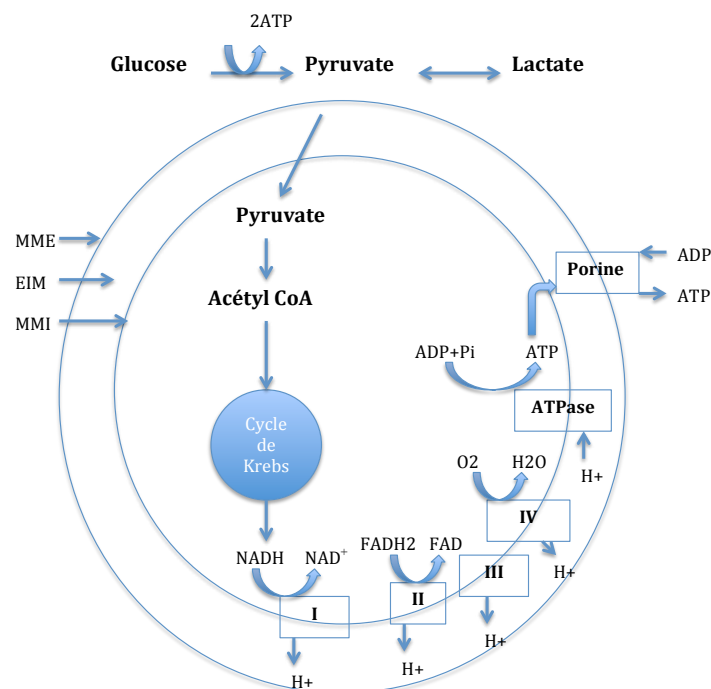 2ATP
Glucose Pyruvate Lactate
Pyruvate
MME
EIM
MMI
Acétyl CoA
Porine
ADP
ATP
ADP+Pi ATP
ATPase
Cycle
de
Krebs
O2 H2O
H+
IV
NADH NAD⁺
FADH2 FAD
III
H+
I
II
H+
H+
H+